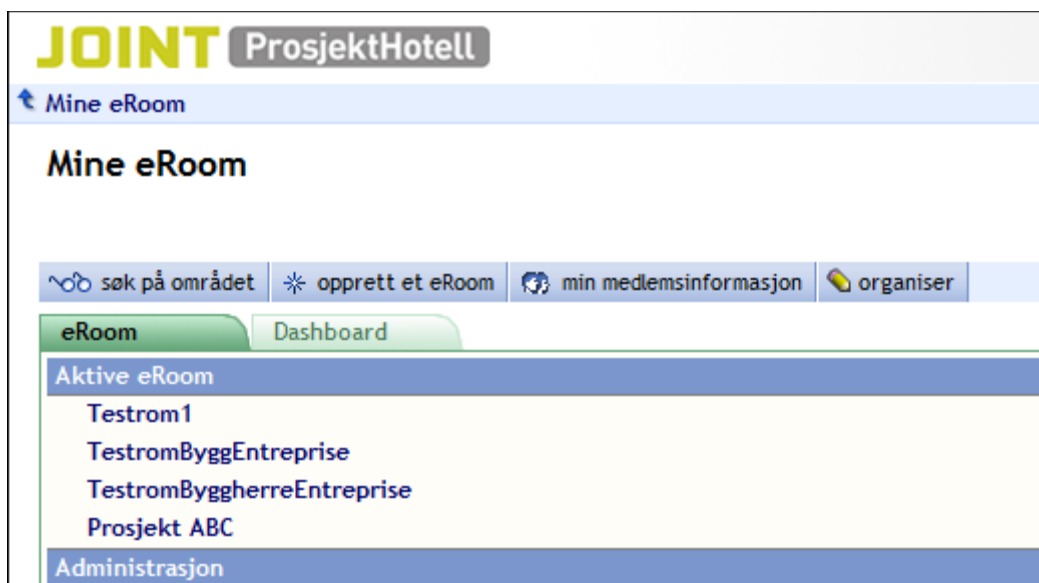 JOINT ProsjektHotell
Mine eRoom
Mine eRoom
søk på området opprett et eRoom min medlemsinformasjon organiser
eRoom Dashboard
Aktive eRoom
Testrom1
TestromByggEntreprise
TestromByggherreEntreprise
Prosjekt ABC
Administrasjon